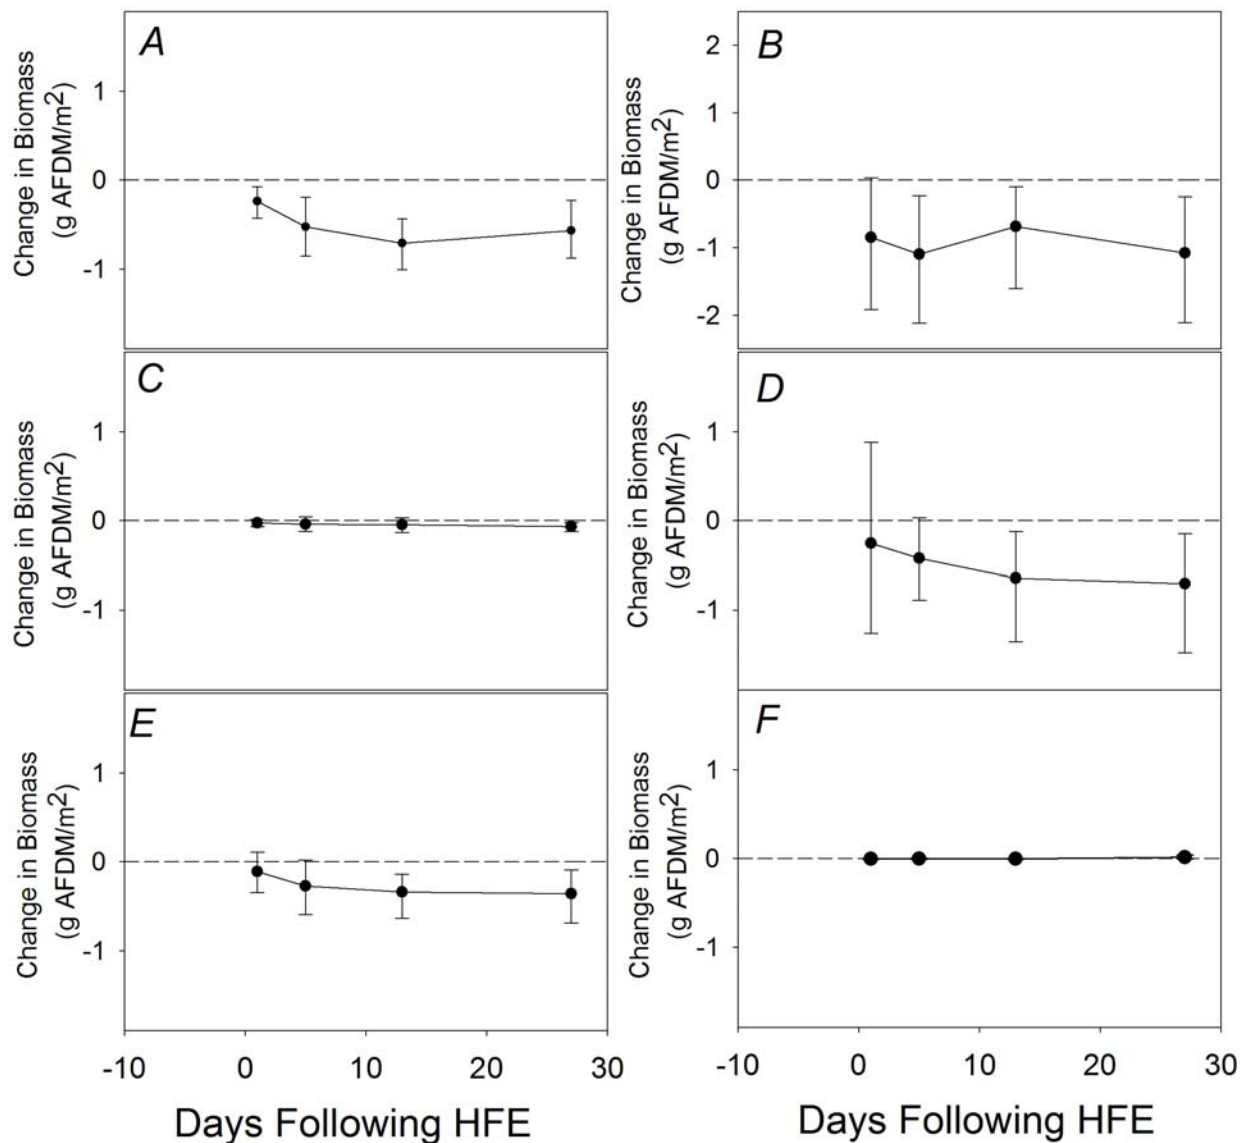 A
Change in Biomass
(g AFDM/m2)
1
0
-1
B
Change in Biomass
(g AFDM/m2)
2
1
0
-1
-2
C
Change in Biomass
(g AFDM/m2)
1
0
-1
D
Change in Biomass
(g AFDM/m2)
1
0
-1
E
Change in Biomass
(g AFDM/m2)
1
0
-1
-10 0 10 20 30
Days Following HFE
F
Change in Biomass
(g AFDM/m2)
1
0
-1
-10 0 10 20 30
Days Following HFE